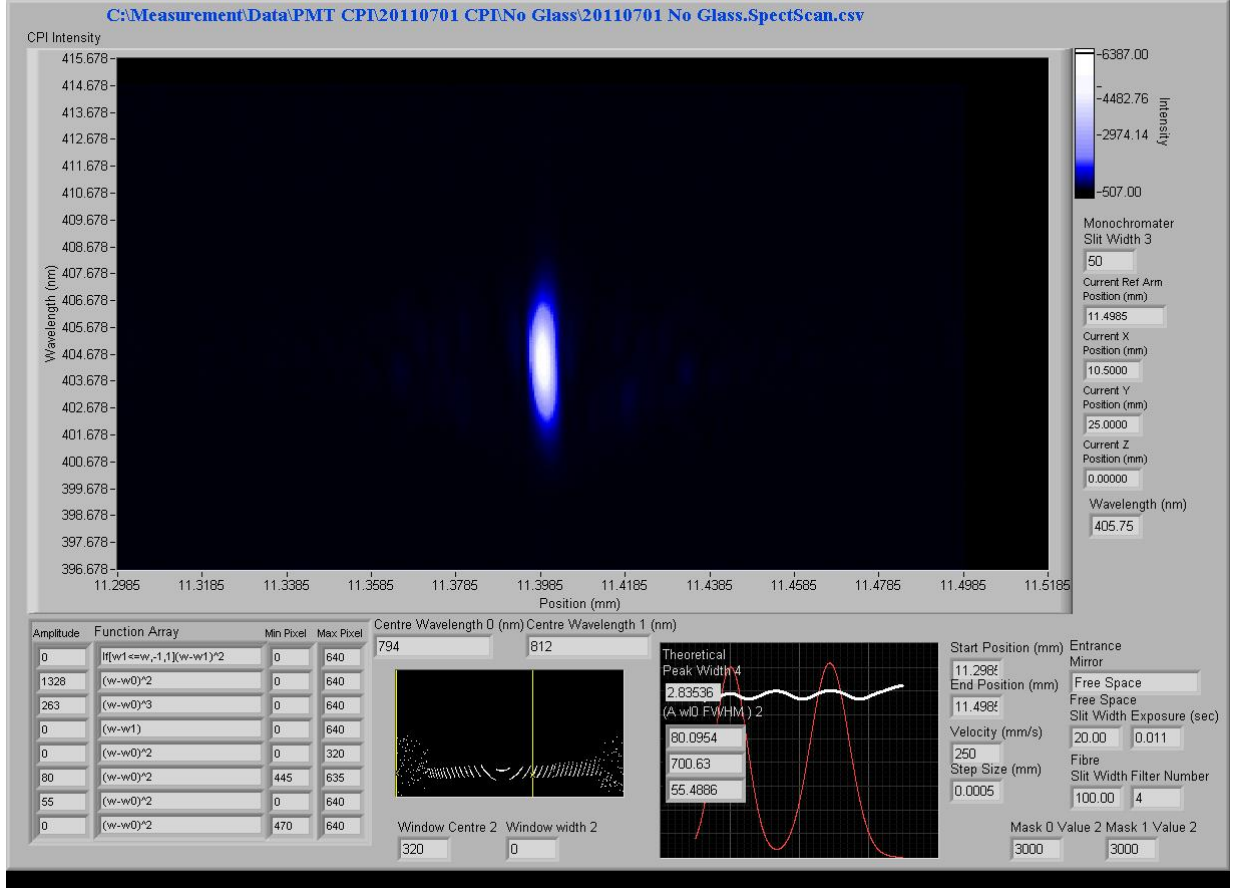 C:\Measurement\Data\PMT CPI\20110701 CPI\No Glass\20110701 No Glass.SpectScan.csv
CPI Intensity
415.678
414.678
413.678
412.678
411.678
410.678
409.678
408.678
407.678
406.678
405.678
404.678
403.678
402.678
401.678
400.678
399.678
398.678
397.678
396.678
Wavelength (nm)
11.2985 11.3185 11.3385 11.3585 11.3785 11.3985 11.4185 11.4385 11.4585 11.4785 11.4985 11.5185
Position (mm)
6387.00
4482.76
2974.14
507.00
Intensity
Monochromater
Slit Width 3
50
Current Ref Arm
Position (mm)
11.4985
Current X
Position (mm)
10.5000
Current Y
Position (mm)
25.0000
Current Z
Position (mm)
0.00000
Wavelength (nm)
405.75
Amplitude Function Array Min Pixel Max Pixel
0 If[w1<=w,-1,1](w-w1)^2 0 640
1328 (w-w0)^2 0 640
263 (w-w0)^3 0 640
0 (w-w1) 0 640
0 (w-w0)^2 0 320
80 (w-w0)^2 445 635
55 (w-w0)^2 0 640
0 (w-w0)^2 470 640
Centre Wavelength 0 (nm) Centre Wavelength 1 (nm)
794 812
Window Centre 2 Window width 2
320 0
Theoretical
Peak Width 4
2.83536
(A wl0 FWHM ) 2
80.0954
700.63
55.4886
Start Position (mm)
11.298
End Position (mm)
11.498
Velocity (mm/s)
250
Step Size (mm)
0.0005
Entrance
Mirror
Free Space
Free Space
Slit Width Exposure (sec)
20.00 0.011
Fibre
Slit Width Filter Number
100.00 4
Mask 0 Value 2 Mask 1 Value 2
3000 3000